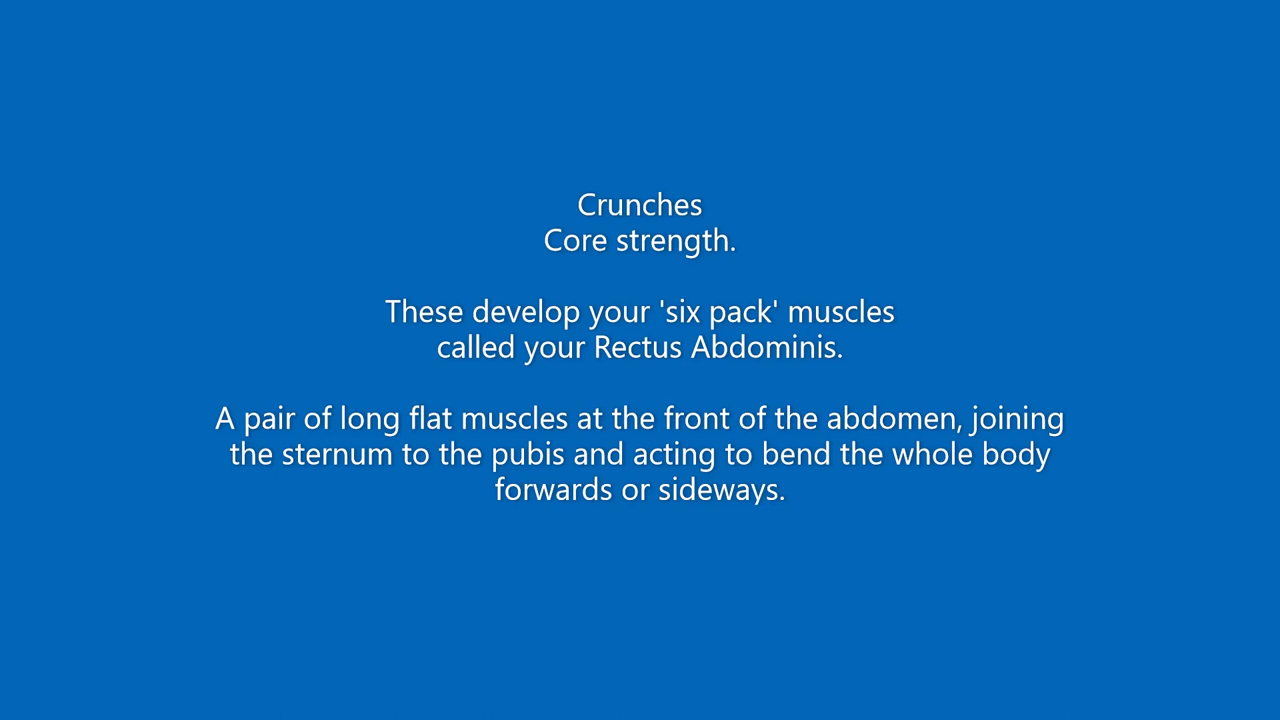 Crunches
Core strength.
These develop your 'six pack' muscles
called your Rectus Abdominis.
A pair of long flat muscles at the front of the abdomen, joining
the sternum to the pubis and acting to bend the whole body
forwards or sideways.